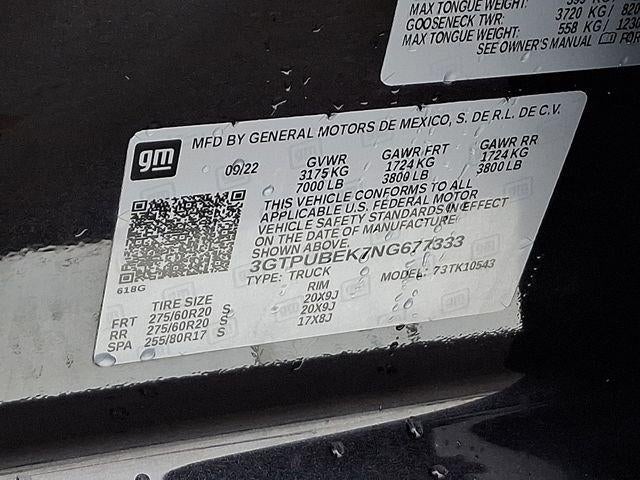 MAX TONGUE WEIGHT:
GOOSENECK TWR: 3720 KG / 820
MAX TONGUE WEIGHT: 558 KG / 1230
SEE OWNER'S MANUAL FOR
gm
MFD BY GENERAL MOTORS DE MEXICO, S. DE R.L. DE C.V.
09/22 GVWR GAWR FRT GAWR RR
3175 KG 1724 KG 1724 KG
7000 LB 3800 LB 3800 LB
THIS VEHICLE CONFORMS TO ALL
APPLICABLE U.S. FEDERAL MOTOR
VEHICLE SAFETY STANDARDS IN EFFECT
ON THE DATE OF MANUFACTURE
SHOWN ABOVE.
3GTPUBEK7NG677333
TYPE: TRUCK MODEL: 73TK10543
618G
TIRE SIZE RIM
FRT 275/60R20 S 20X9J
RR 275/60R20 S 20X9J
SPA 255/80R17 S 17X8J